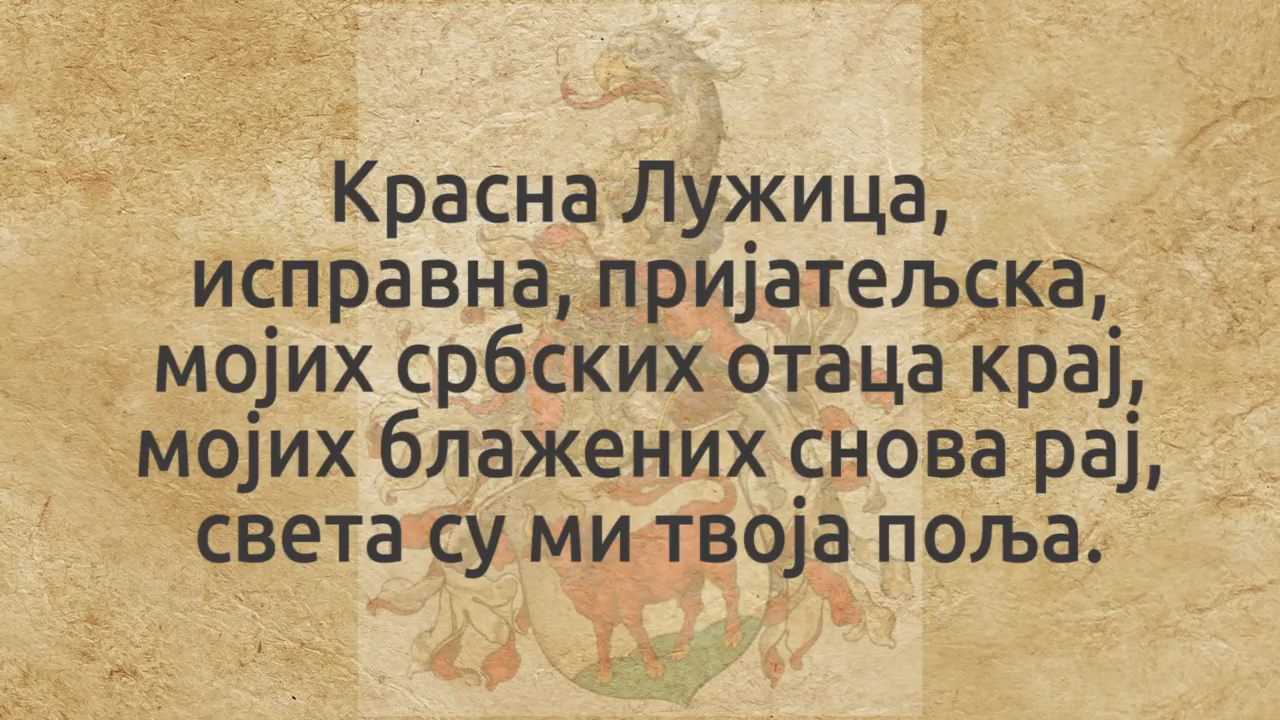 Красна Лужица,
исправна, пријатељска,
мојих србских отаца крај,
мојих блажених снова рај,
света су ми твоја поља.